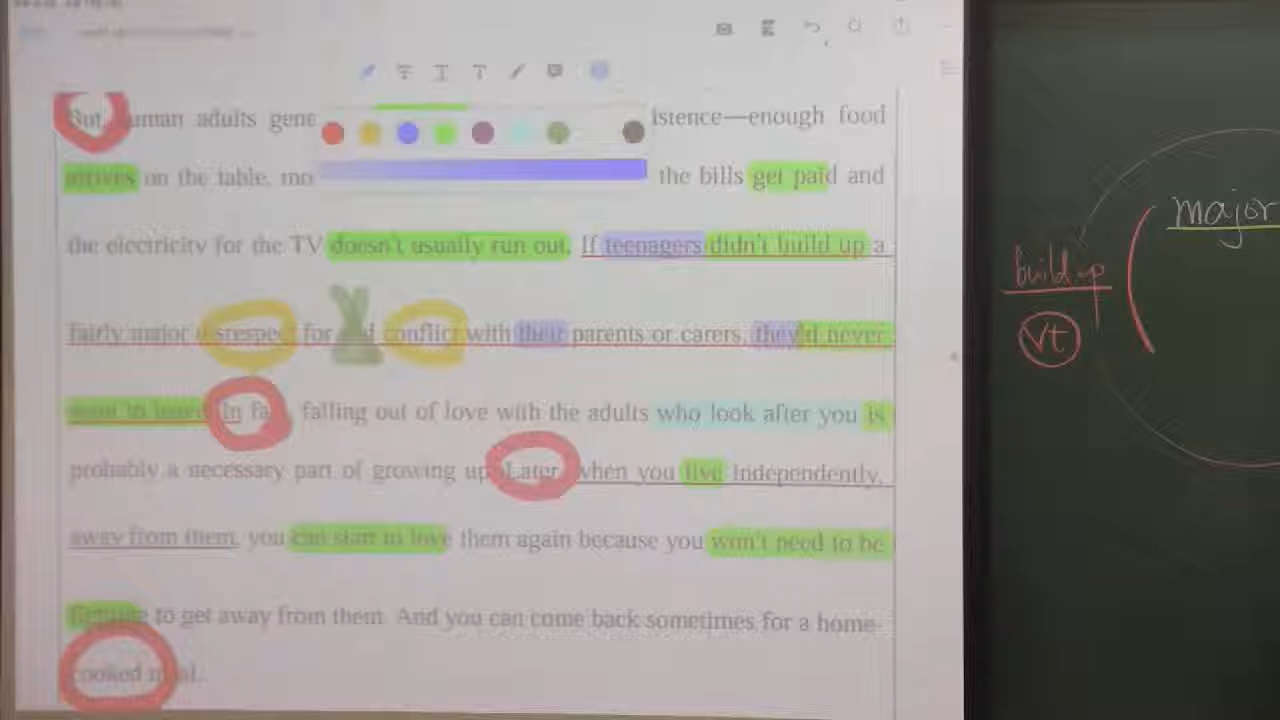 But human adults gene istence—enough food
arrives on the table, mo the bills get paid and
the electricity for the TV doesn't usually run out. If teenagers didn't build up a
fairly major disrespect for and conflict with their parents or carers, they'd never
want to leave. In fa falling out of love with the adults who look after you is
probably a necessary part of growing up. Later, when you live independently,
away from them, you can start to love them again because you won't need to be
fighting to get away from them. And you can come back sometimes for a home-
cooked meal.
major
build up
Vt